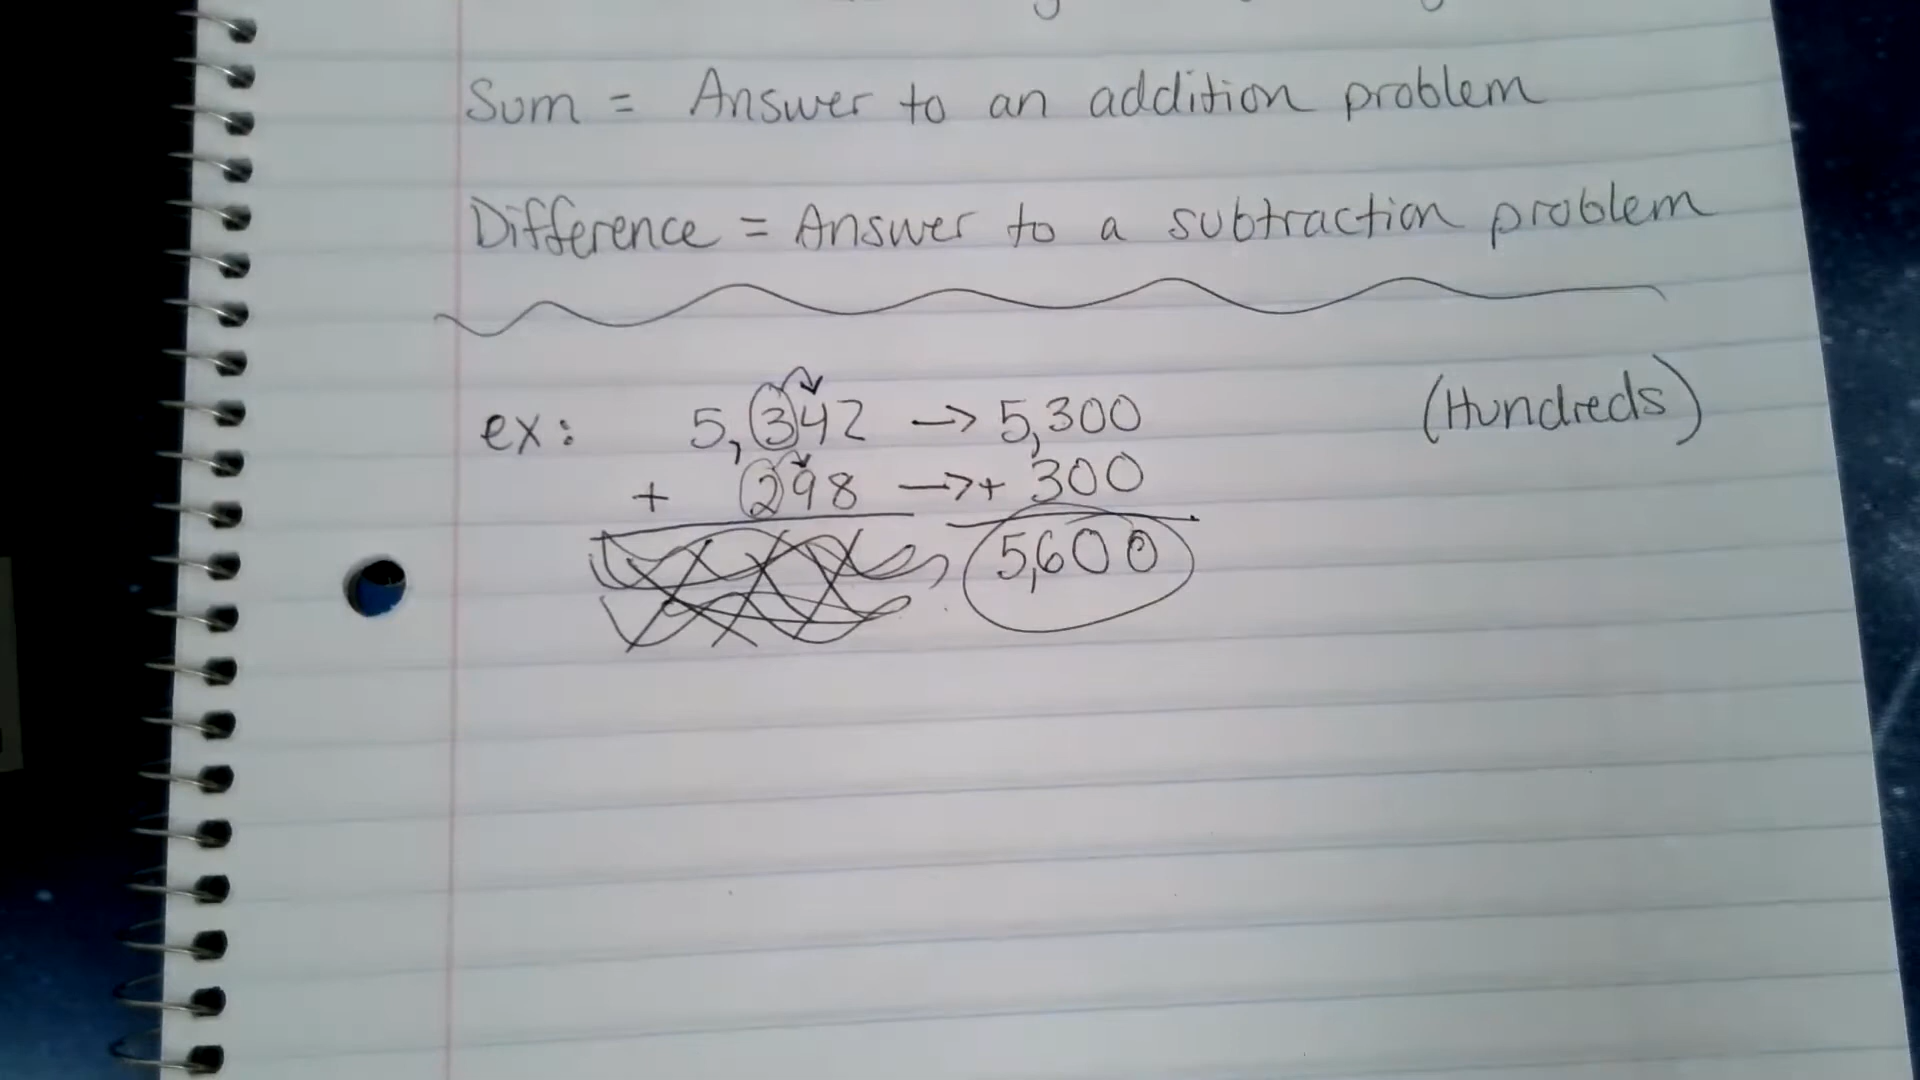 Sum = Answer to an addition problem
Difference = Answer to a subtraction problem
ex: 5,342 → 5,300 (Hundreds)
+ 298 → + 300
5,600